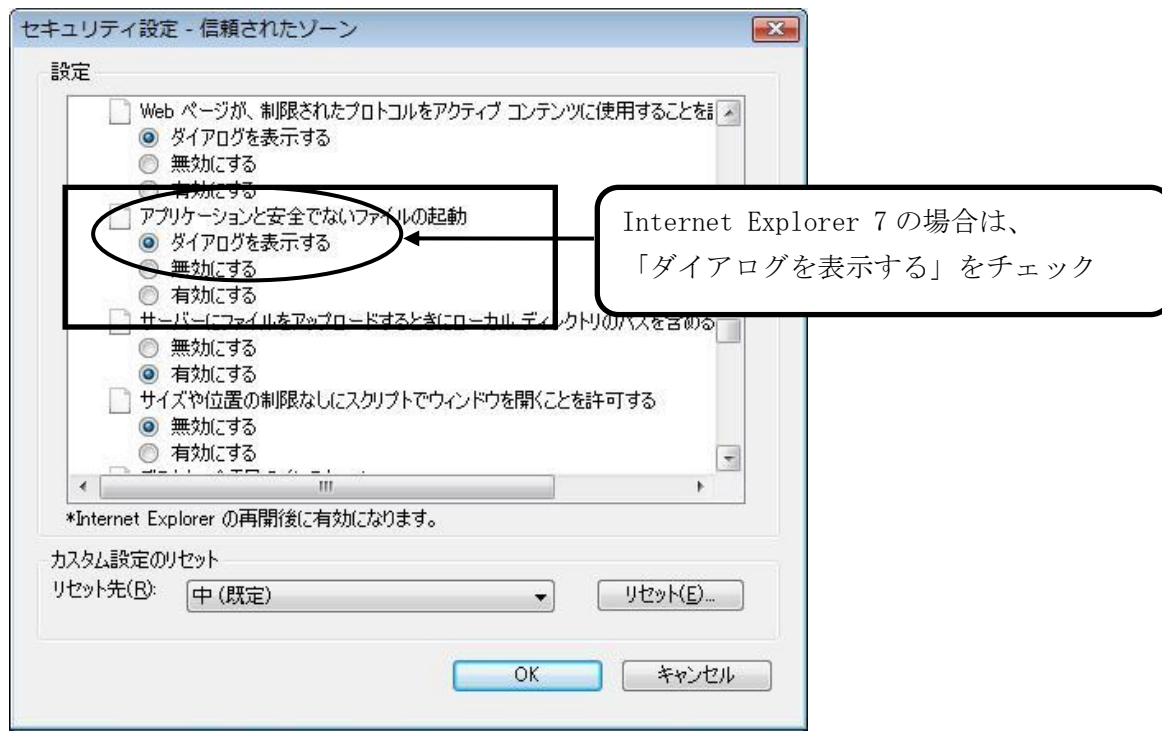 セキュリティ設定 - 信頼されたゾーン
設定
Web ページが、制限されたプロトコルをアクティブ コンテンツに使用することを
ダイアログを表示する
無効にする
有効にする
アプリケーションと安全でないファイルの起動
ダイアログを表示する
無効にする
有効にする
サーバーにファイルをアップロードするときにローカル ディレクトリのパスを含める
無効にする
有効にする
サイズや位置の制限なしにスクリプトでウィンドウを開くことを許可する
無効にする
有効にする
*Internet Explorer の再開後に有効になります。
カスタム設定のリセット
リセット先(R):
中 (既定)
リセット(E)...
OK
キャンセル
Internet Explorer 7 の場合は、
「ダイアログを表示する」をチェック